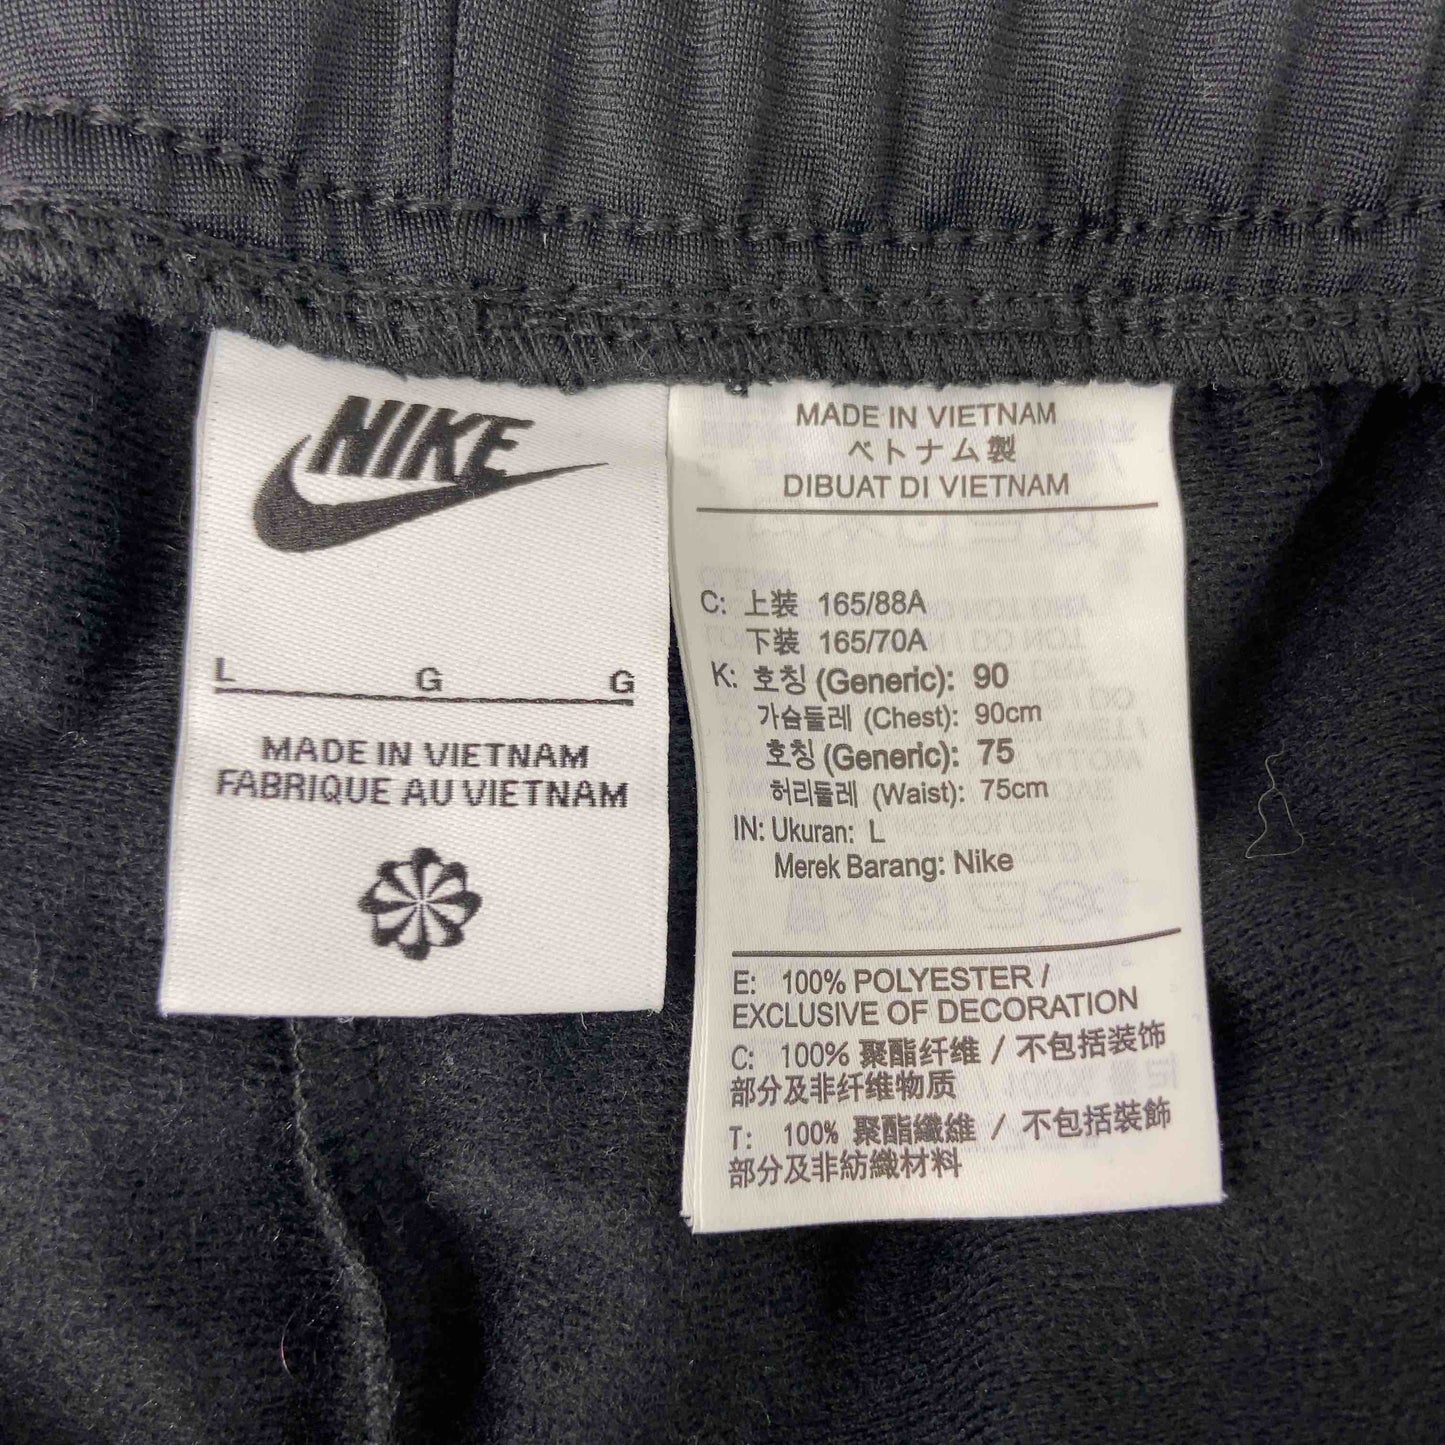 NIKE
L G G
MADE IN VIETNAM
FABRIQUE AU VIETNAM
MADE IN VIETNAM
ベトナム製
DIBUAT DI VIETNAM
C: 上装 165/88A
下装 165/70A
K: 호칭 (Generic): 90
가슴둘레 (Chest): 90cm
호칭 (Generic): 75
허리둘레 (Waist): 75cm
IN: Ukuran: L
Merek Barang: Nike
E: 100% POLYESTER /
EXCLUSIVE OF DECORATION
C: 100% 聚酯纤维 / 不包括装饰
部分及非纤维物质
T: 100% 聚酯纖維 / 不包括裝飾
部分及非紡織材料